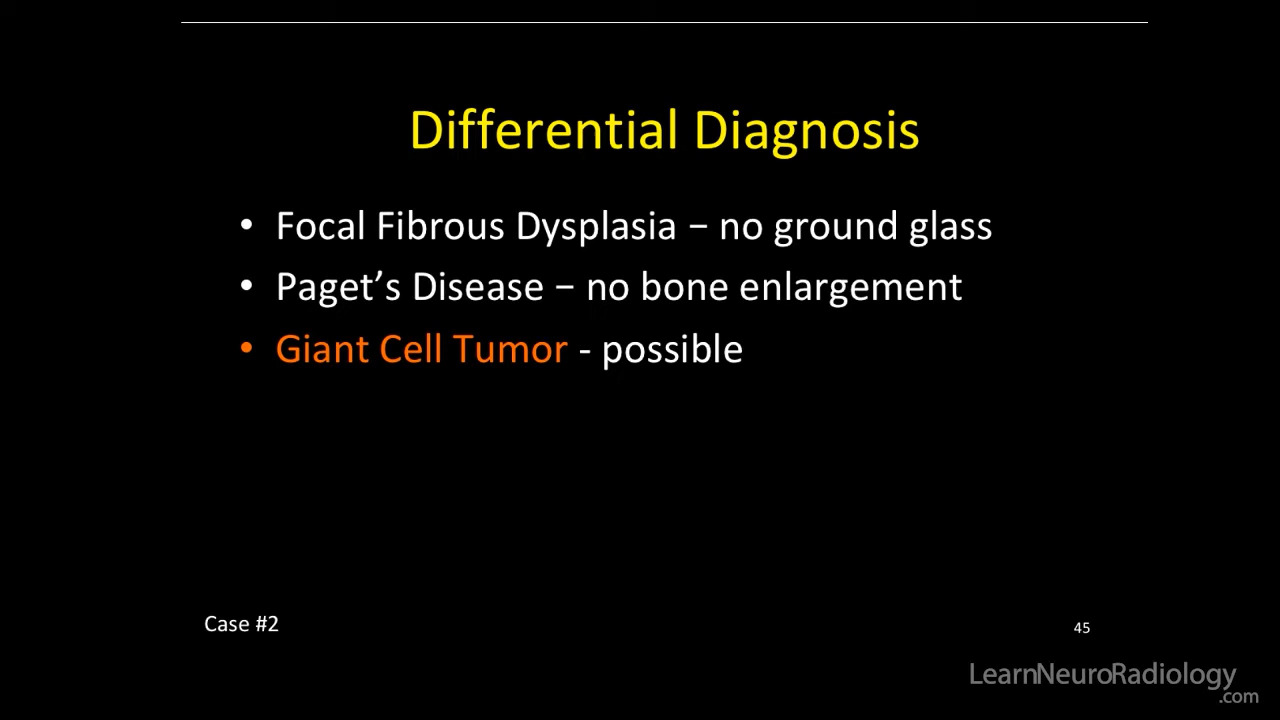 Differential Diagnosis
• Focal Fibrous Dysplasia – no ground glass
• Paget’s Disease – no bone enlargement
• Giant Cell Tumor - possible
Case #2
45
LearnNeuroRadiology
.com